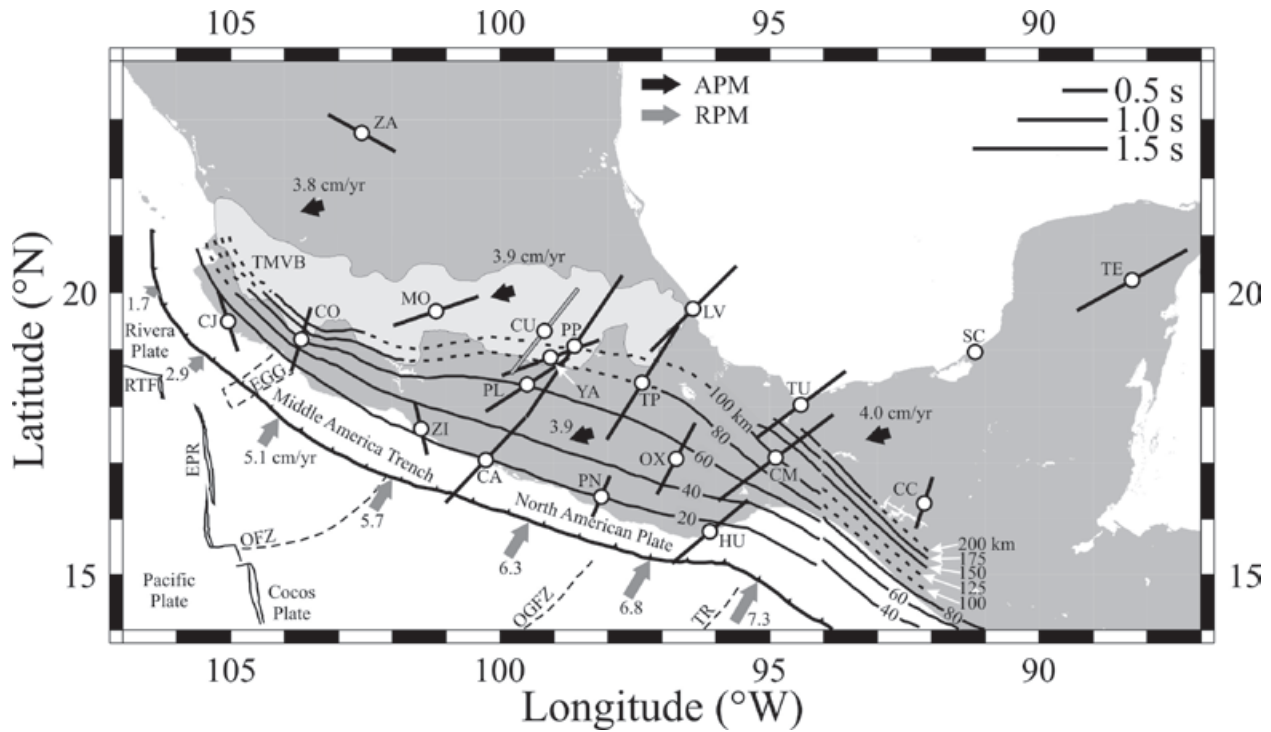 105 100 95 90
APM
RPM
0.5 s
1.0 s
1.5 s
ZA
3.8 cm/yr
3.9 cm/yr
TMVB
TE
20 20
MO
CO
CJ
CU
PP
LV
SC
1.7
Rivera
Plate
RTF
2.9
EGG
PL
YA
TP
TU
100 km
80
60
40
20
4.0 cm/yr
3.9
ZI
CA
OX
CM
PN
CC
HU
Middle America Trench
North American Plate
EPR
5.1 cm/yr
OFZ
5.7
6.3
6.8
7.3
OGFZ
TR
200 km
175
150
125
100
80
60
40
15 15
Pacific
Plate
Cocos
Plate
105 100 95 90
Latitude (°N)
Longitude (°W)